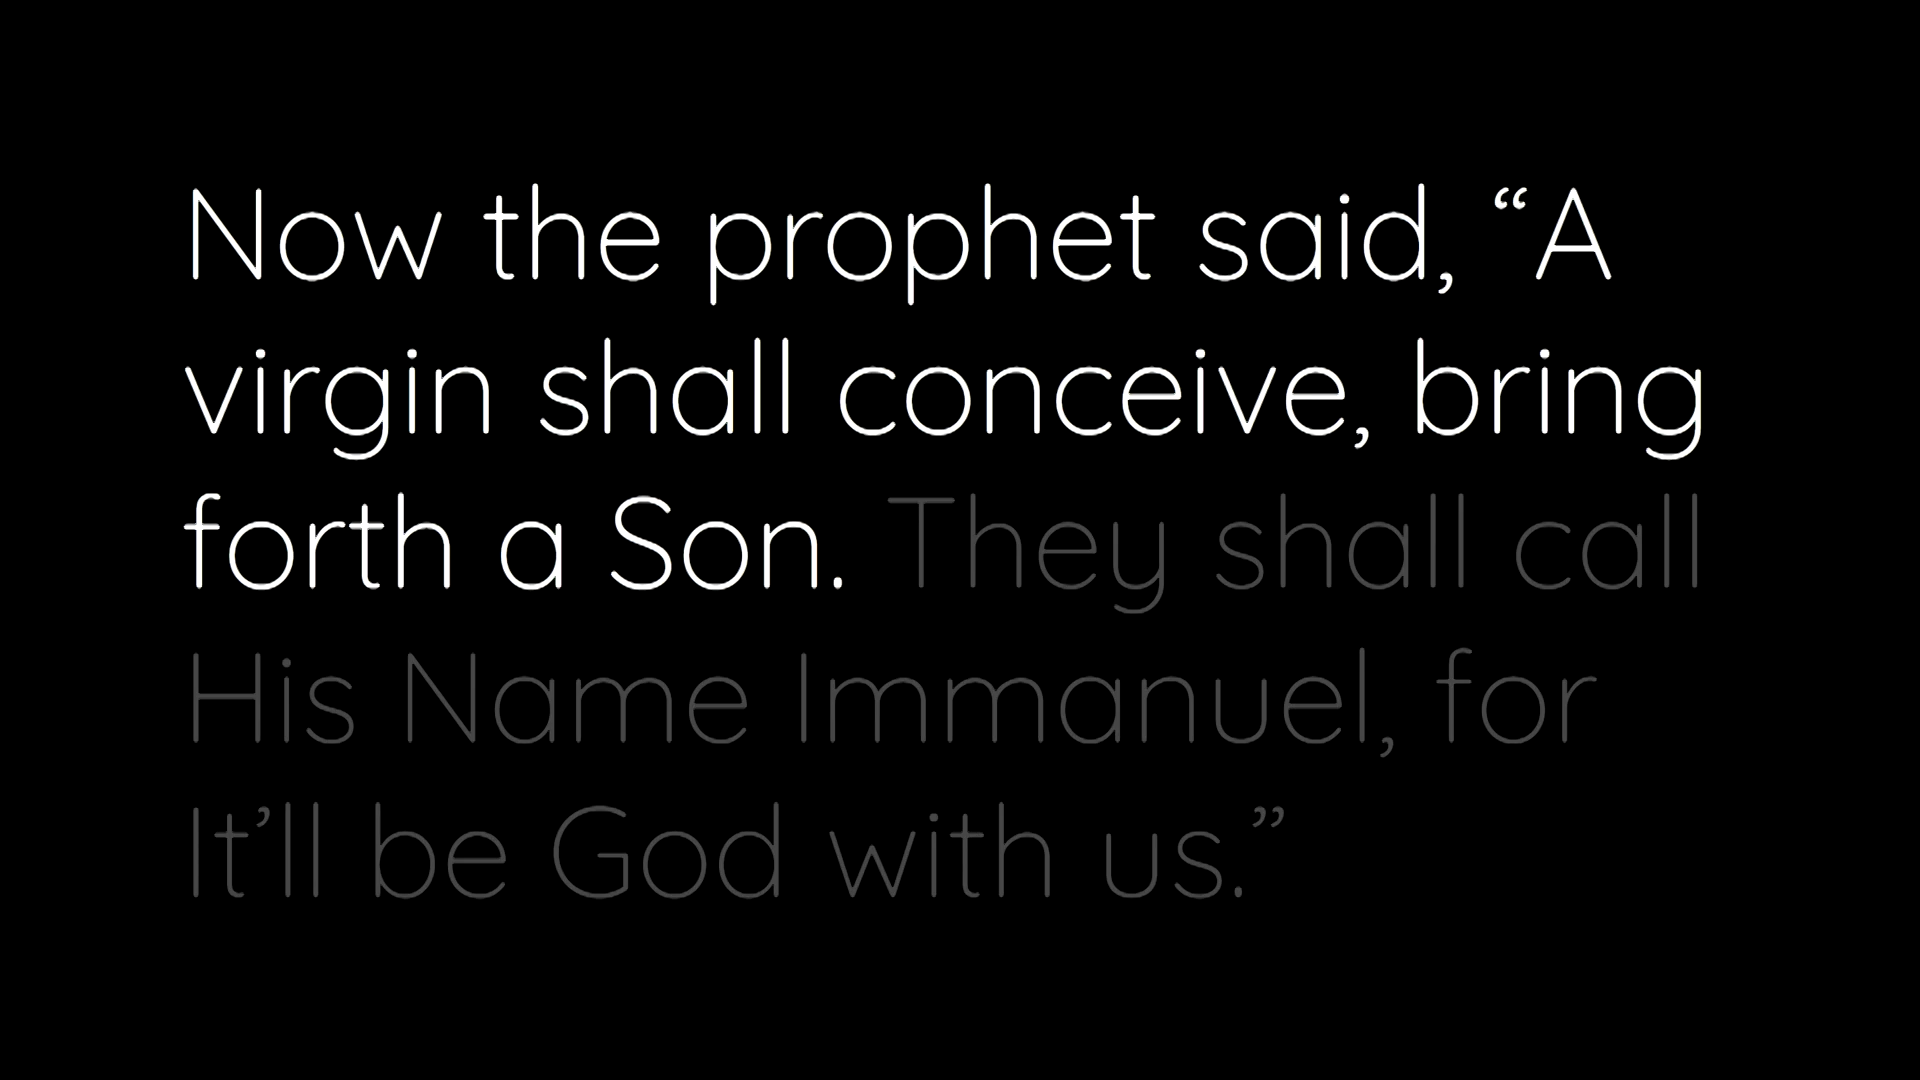 Now the prophet said, “A
virgin shall conceive, bring
forth a Son. They shall call
His Name Immanuel, for
It’ll be God with us.”